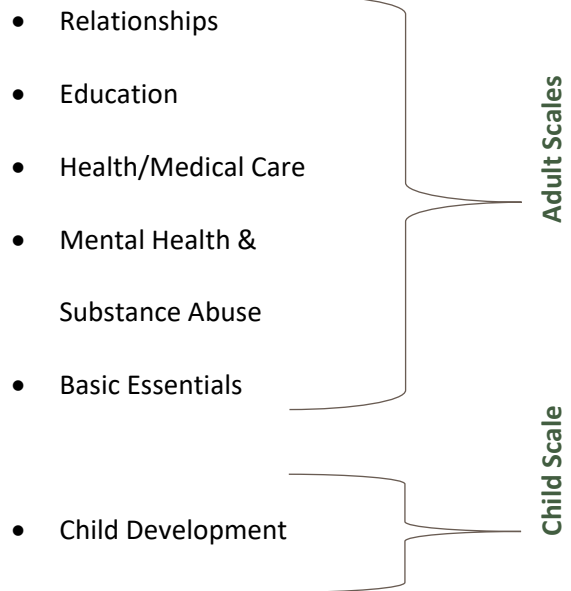 • Relationships
• Education
• Health/Medical Care
• Mental Health &
Substance Abuse
• Basic Essentials
Adult Scales
• Child Development
Child Scale